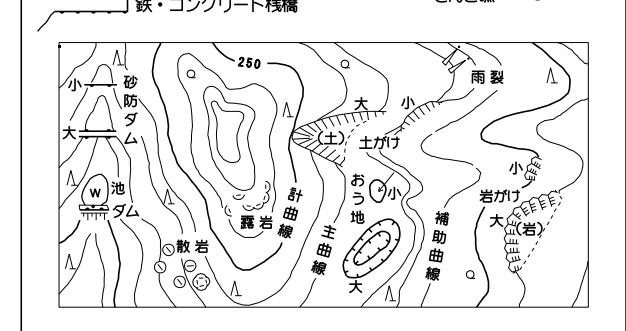 鉄・コンクリート桟橋
250
小
砂防ダム
大
小
雨裂
大
(土)
土がけ
小
W
池
ダム
計曲線
おう地
小
岩がけ
大
(岩)
露岩
主曲線
補助曲線
散岩
大